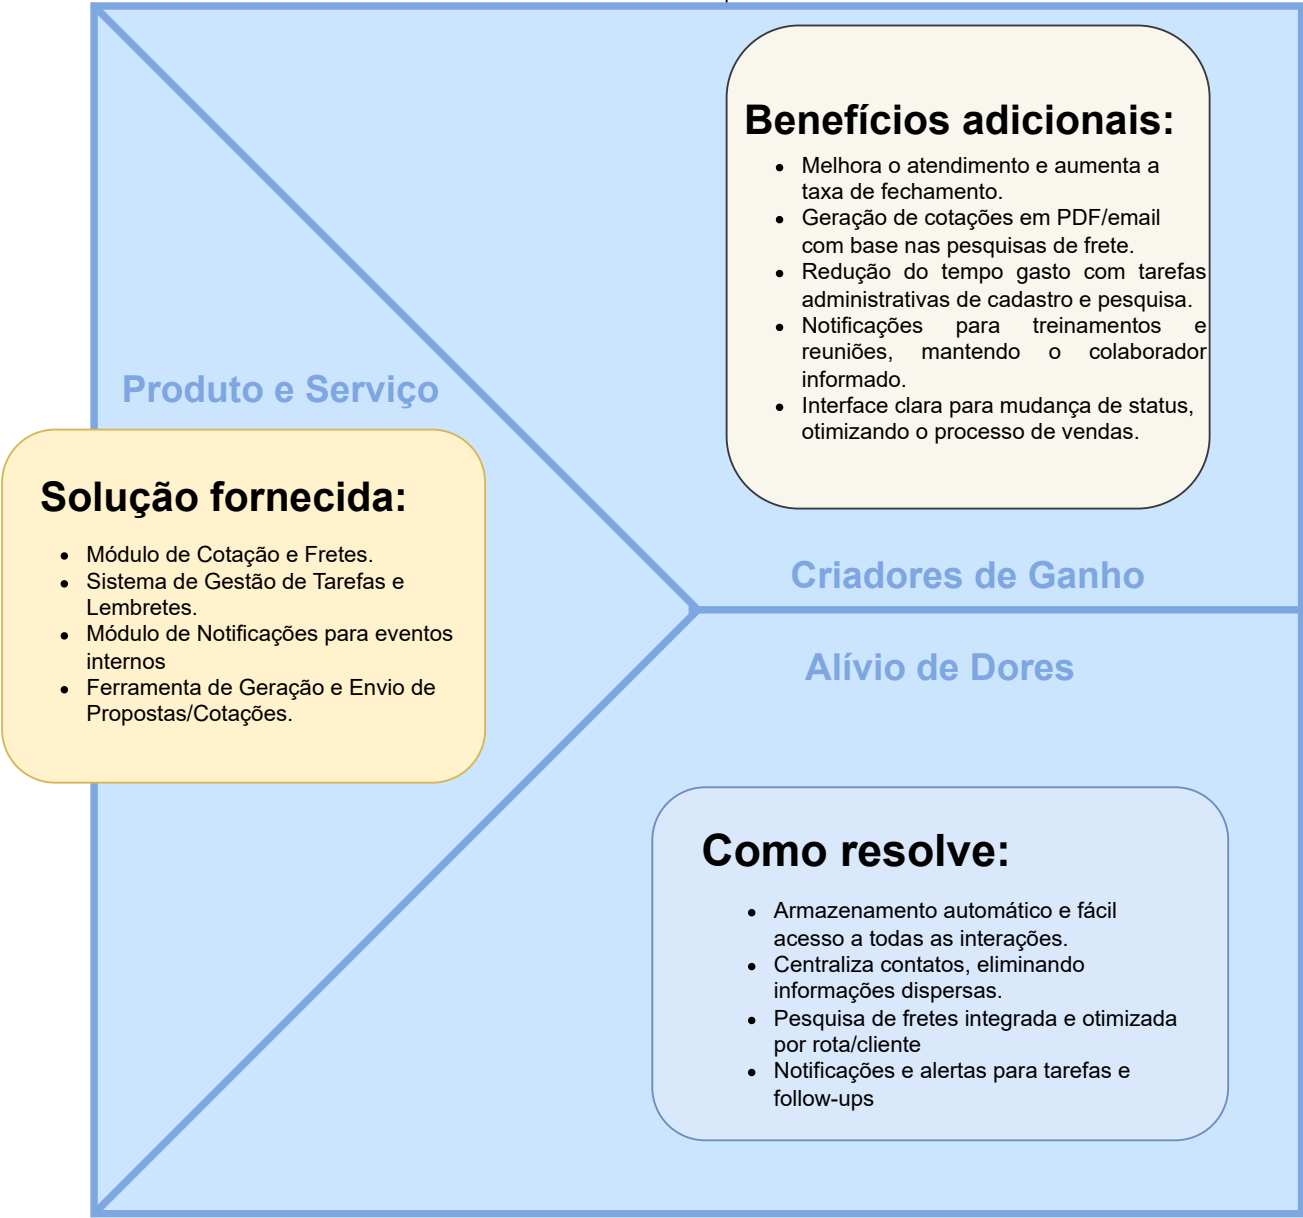 Benefícios adicionais:
Melhora o atendimento e aumenta a
taxa de fechamento.
Geração de cotações em PDF/email
com base nas pesquisas de frete.
Redução do tempo gasto com tarefas
administrativas de cadastro e pesquisa.
Notificações para treinamentos e
reuniões, mantendo o colaborador
informado.
Interface clara para mudança de status,
otimizando o processo de vendas.
Produto e Serviço
Solução fornecida:
Módulo de Cotação e Fretes.
Sistema de Gestão de Tarefas e
Lembretes.
Módulo de Notificações para eventos
internos
Ferramenta de Geração e Envio de
Propostas/Cotações.
Criadores de Ganho
Alívio de Dores
Como resolve:
Armazenamento automático e fácil
acesso a todas as interações.
Centraliza contatos, eliminando
informações dispersas.
Pesquisa de fretes integrada e otimizada
por rota/cliente
Notificações e alertas para tarefas e
follow-ups